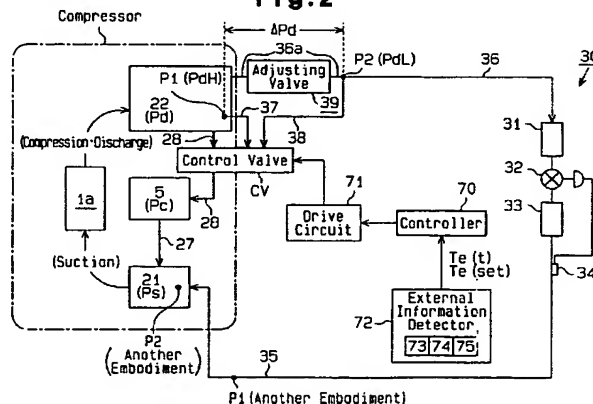 Fig.2
Compressor
ΔPd
36a
P2 (PdL)
36
30
P1 (PdH)
Adjusting
Valve
39
22 (Pd)
37
31
28
38
(Compression·Discharge)
Control Valve
32
CV
71
70
1a
5 (Pc)
28
Drive
Circuit
Controller
33
27
(Suction)
Te (t)
Te (set)
34
21 (Ps)
External
Information
Detector
72
73 74 75
P2
(Another
Embodiment)
35
P1 (Another Embodiment)